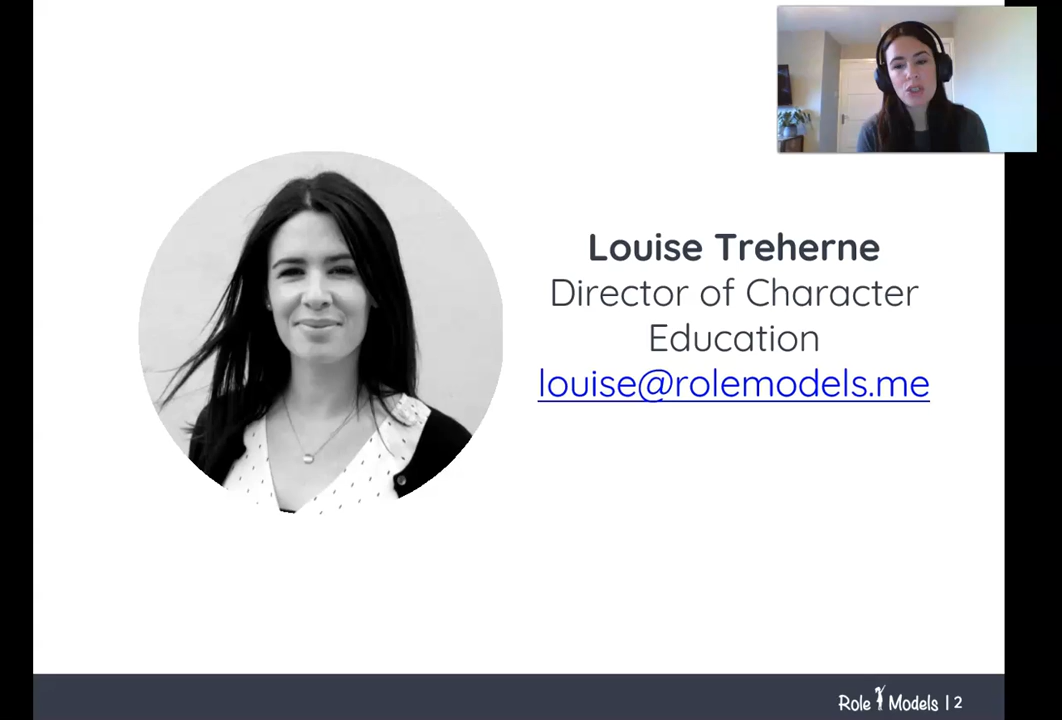 Louise Treherne
Director of Character
Education
louise@rolemodels.me
Role Models | 2